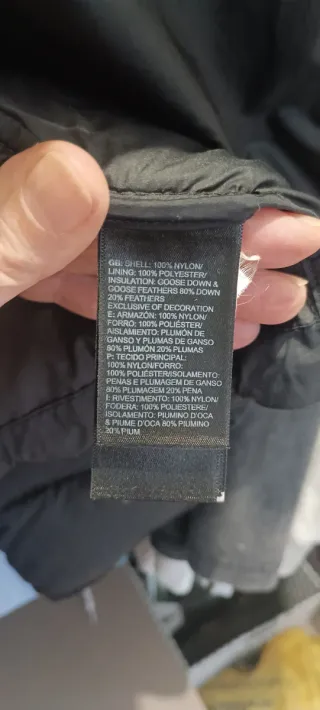 GB: SHELL: 100% NYLON/
LINING: 100% POLYESTER/
INSULATION: GOOSE DOWN &
GOOSE FEATHERS 80% DOWN
20% FEATHERS
EXCLUSIVE OF DECORATION
E: ARMAZÓN: 100% NYLON/
FORRO: 100% POLIÉSTER/
AISLAMIENTO: PLUMÓN DE
GANSO Y PLUMAS DE GANSO
80% PLUMÓN 20% PLUMAS
P: TECIDO PRINCIPAL:
100% NYLON/FORRO:
100% POLIÉSTER/ISOLAMENTO:
PENAS E PLUMAGEM DE GANSO
80% PLUMAGEM 20% PENA
I: RIVESTIMENTO: 100% NYLON/
FODERA: 100% POLIESTERE/
ISOLAMENTO: PIUMINO D'OCA
& PIUME D'OCA 80% PIUMINO
20% PIUM